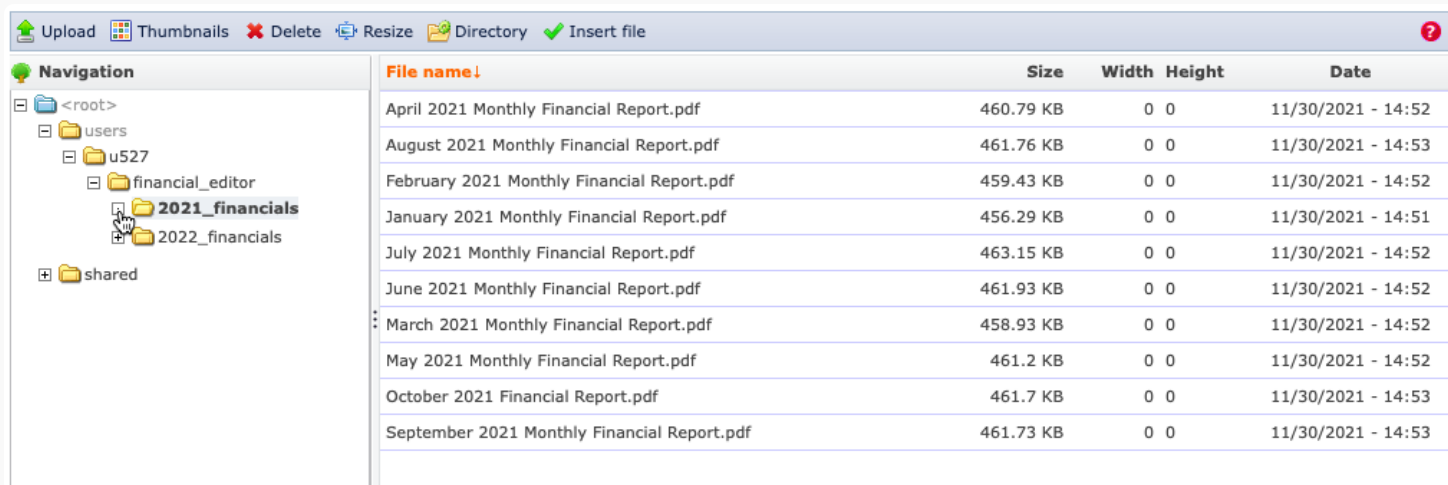 Upload Thumbnails Delete Resize Directory Insert file ?
Navigation
<root>
users
u527
financial_editor
2021_financials
2022_financials
shared
File name↓ Size Width Height Date
April 2021 Monthly Financial Report.pdf 460.79 KB 0 0 11/30/2021 - 14:52
August 2021 Monthly Financial Report.pdf 461.76 KB 0 0 11/30/2021 - 14:53
February 2021 Monthly Financial Report.pdf 459.43 KB 0 0 11/30/2021 - 14:52
January 2021 Monthly Financial Report.pdf 456.29 KB 0 0 11/30/2021 - 14:51
July 2021 Monthly Financial Report.pdf 463.15 KB 0 0 11/30/2021 - 14:52
June 2021 Monthly Financial Report.pdf 461.93 KB 0 0 11/30/2021 - 14:52
March 2021 Monthly Financial Report.pdf 458.93 KB 0 0 11/30/2021 - 14:52
May 2021 Monthly Financial Report.pdf 461.2 KB 0 0 11/30/2021 - 14:52
October 2021 Financial Report.pdf 461.7 KB 0 0 11/30/2021 - 14:53
September 2021 Monthly Financial Report.pdf 461.73 KB 0 0 11/30/2021 - 14:53